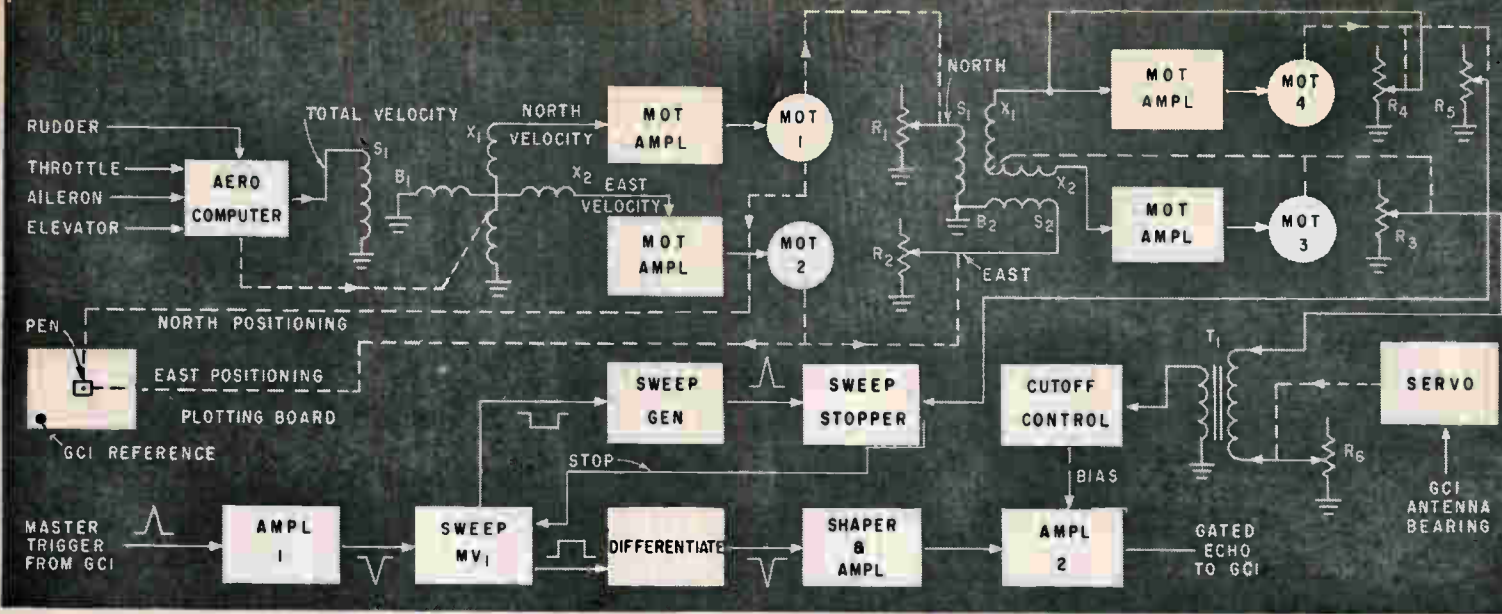 RUDDER
THROTTLE
AILERON
ELEVATOR
AERO
COMPUTER
TOTAL VELOCITY
S1
B1
X1
X2
NORTH
VELOCITY
EAST
VELOCITY
MOT
AMPL
MOT
AMPL
MOT
1
MOT
2
R1
R2
NORTH
S1
X1
X2
B2
S2
EAST
MOT
AMPL
MOT
AMPL
MOT
4
MOT
3
R4
R5
R3
PEN
NORTH POSITIONING
EAST POSITIONING
PLOTTING BOARD
GCI REFERENCE
SWEEP
GEN
SWEEP
STOPPER
CUTOFF
CONTROL
T1
SERVO
R6
STOP
BIAS
GCI
ANTENNA
BEARING
MASTER
TRIGGER
FROM GCI
AMPL
1
SWEEP
MV1
DIFFERENTIATE
SHAPER
&
AMPL
AMPL
2
GATED
ECHO
TO GCI